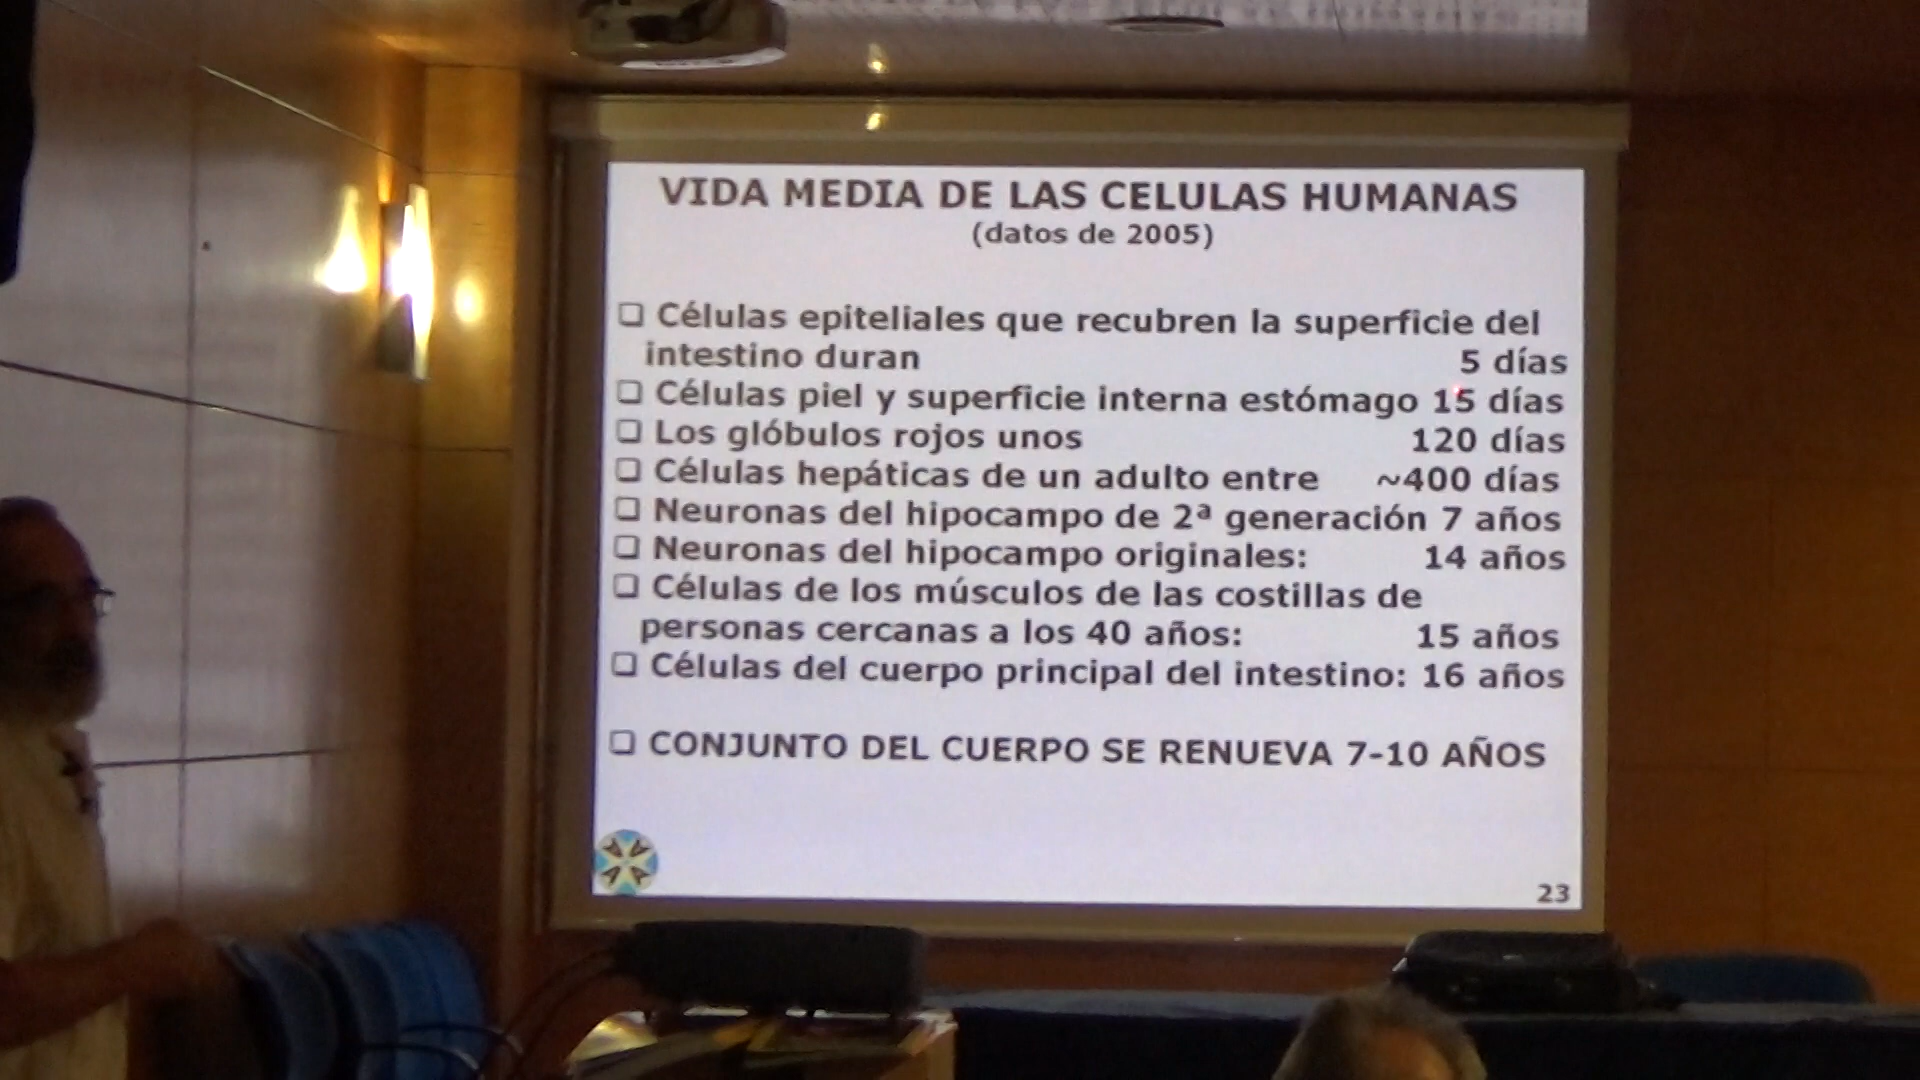 VIDA MEDIA DE LAS CELULAS HUMANAS
(datos de 2005)
❑ Células epiteliales que recubren la superficie del
intestino duran 5 días
❑ Células piel y superficie interna estómago 15 días
❑ Los glóbulos rojos unos 120 días
❑ Células hepáticas de un adulto entre ~400 días
❑ Neuronas del hipocampo de 2ª generación 7 años
❑ Neuronas del hipocampo originales: 14 años
❑ Células de los músculos de las costillas de
personas cercanas a los 40 años: 15 años
❑ Células del cuerpo principal del intestino: 16 años
❑ CONJUNTO DEL CUERPO SE RENUEVA 7-10 AÑOS
23